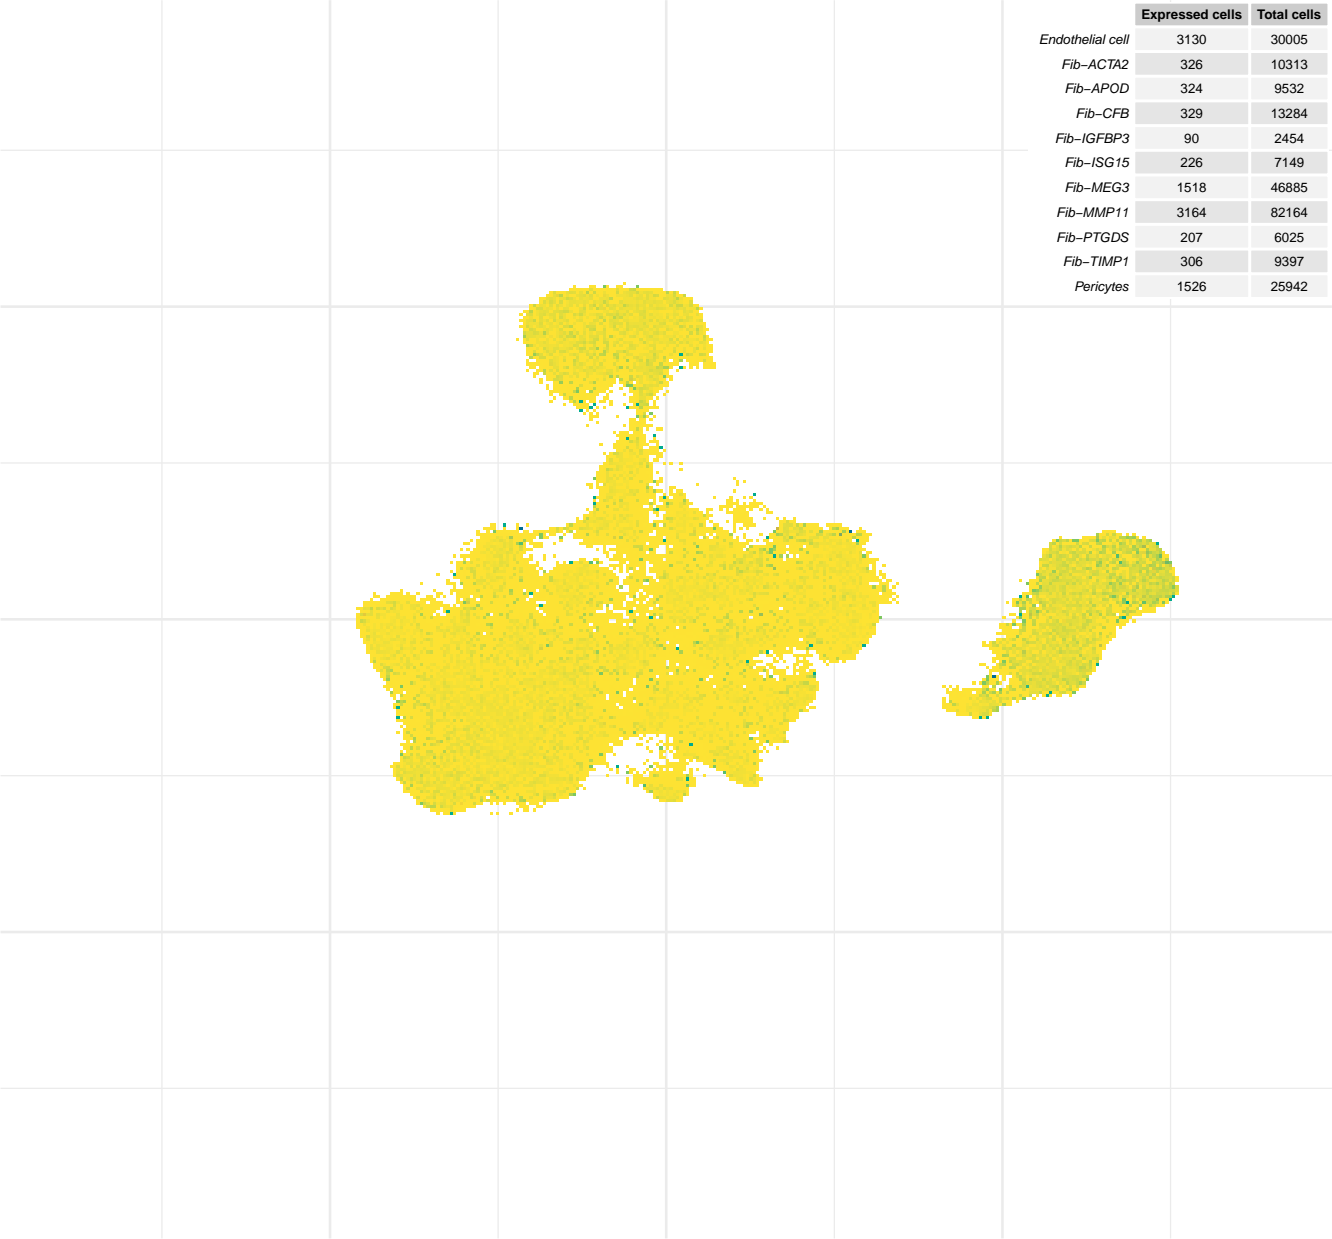 Expressed cells Total cells
Endothelial cell 3130 30005
Fib−ACTA2 326 10313
Fib−APOD 324 9532
Fib−CFB 329 13284
Fib−IGFBP3 90 2454
Fib−ISG15 226 7149
Fib−MEG3 1518 46885
Fib−MMP11 3164 82164
Fib−PTGDS 207 6025
Fib−TIMP1 306 9397
Pericytes 1526 25942